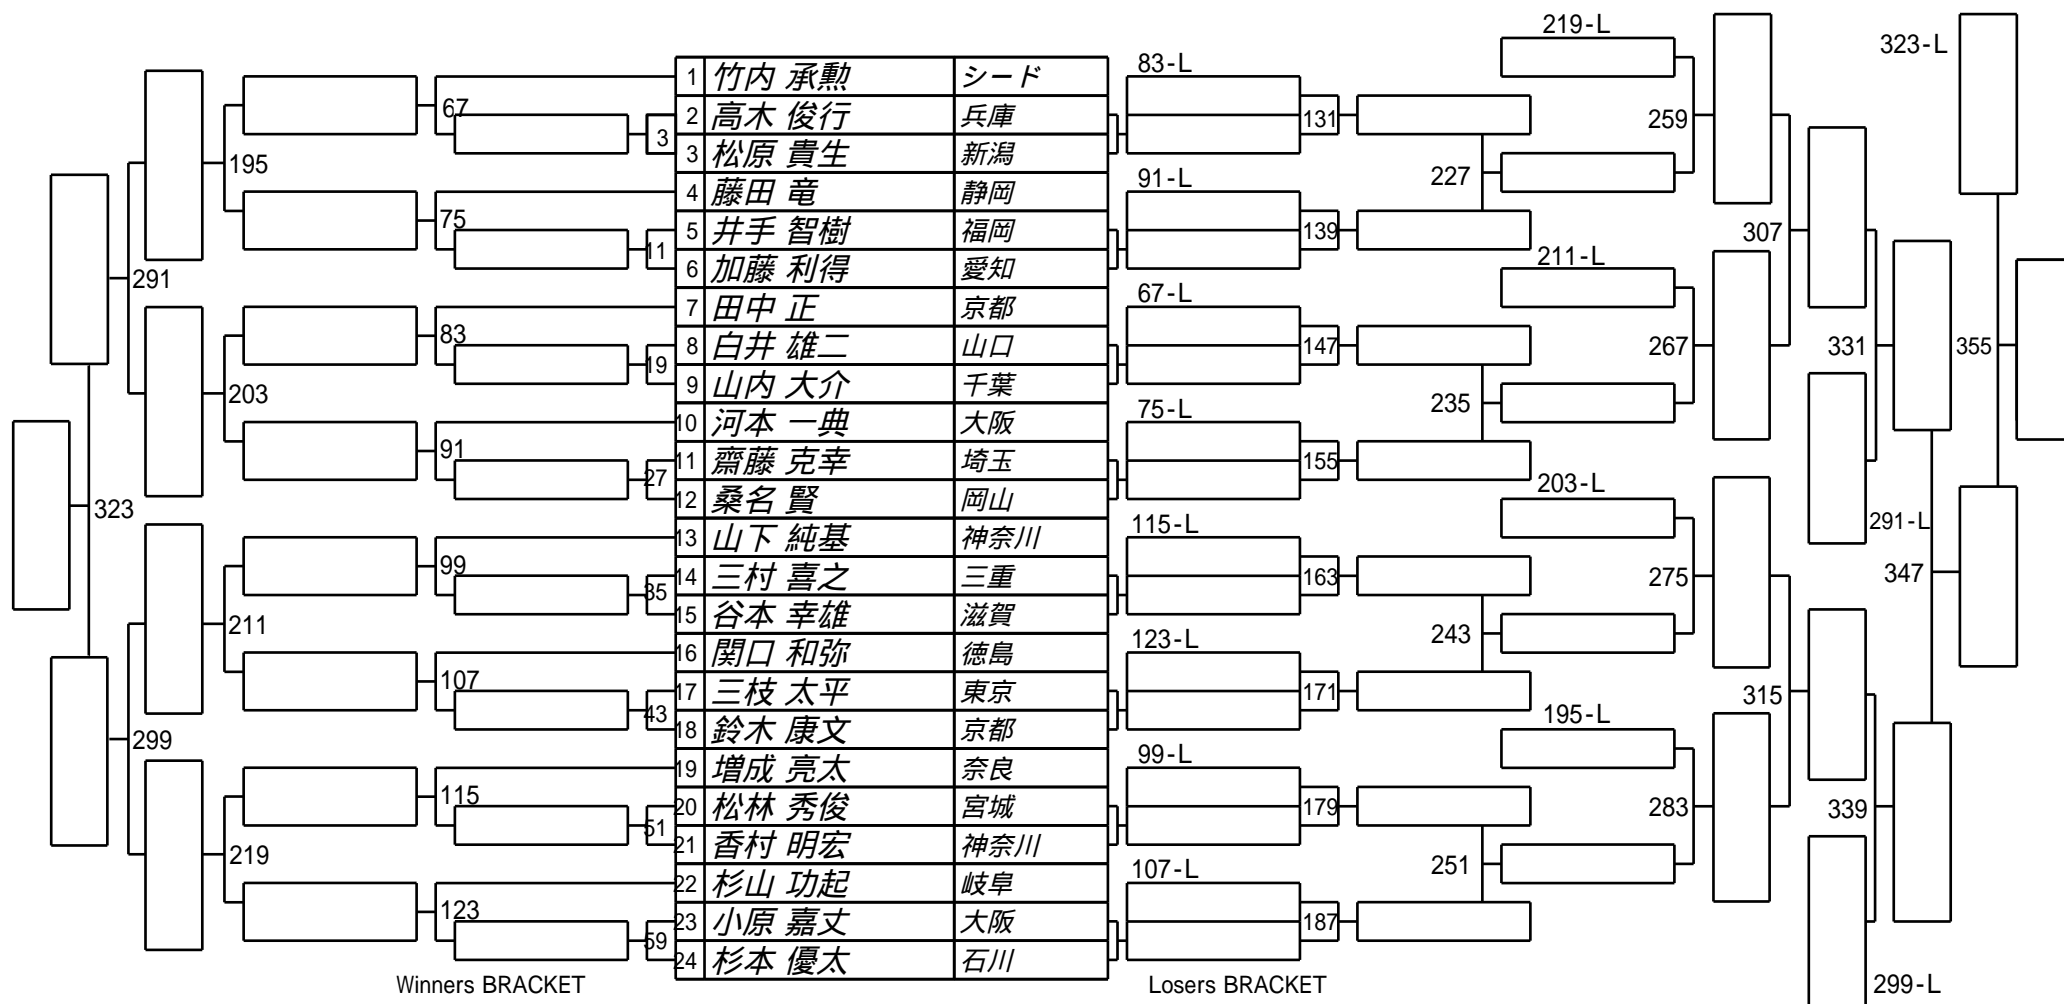 219-L
323-L
83-L
1 竹内 承勲 シード
67
2 高木 俊行 兵庫
131
259
3
3 松原 貴生 新潟
195
227
91-L
4 藤田 竜 静岡
75
5 井手 智樹 福岡
139
307
11
6 加藤 利得 愛知
211-L
291
67-L
7 田中 正 京都
83
8 白井 雄二 山口
147
267
331
355
19
9 山内 大介 千葉
203
235
75-L
10 河本 一典 大阪
91
11 齋藤 克幸 埼玉
155
27
12 桑名 賢 岡山
203-L
323
115-L
291-L
13 山下 純基 神奈川
99
14 三村 喜之 三重
163
275
347
35
15 谷本 幸雄 滋賀
211
243
123-L
16 関口 和弥 徳島
107
17 三枝 太平 東京
171
315
43
18 鈴木 康文 京都
195-L
299
99-L
19 増成 亮太 奈良
115
20 松林 秀俊 宮城
179
283
339
51
21 香村 明宏 神奈川
219
251
107-L
22 杉山 功起 岐阜
123
23 小原 嘉丈 大阪
187
59
24 杉本 優太 石川
Winners BRACKET
Losers BRACKET
299-L